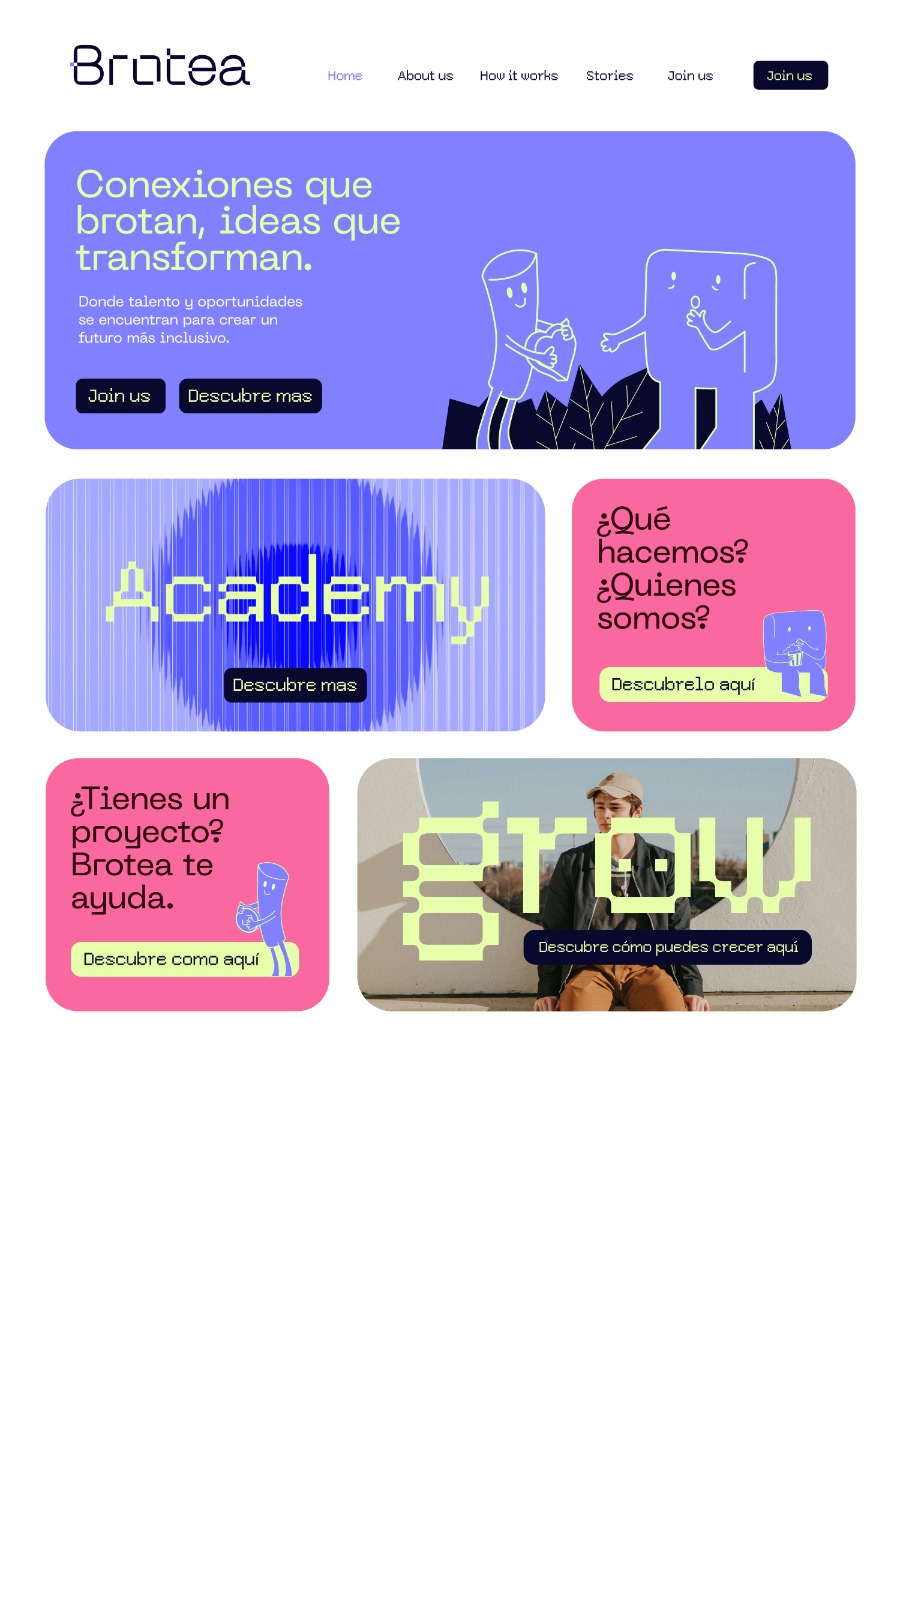 Brotea
Home About us How it works Stories Join us Join us
Conexiones que
brotan, ideas que
transforman.
Donde talento y oportunidades
se encuentran para crear un
futuro más inclusivo.
Join us Descubre mas
Academy
Descubre mas
¿Qué
hacemos?
¿Quienes
somos?
Descubrelo aquí
¿Tienes un
proyecto?
Brotea te
ayuda.
Descubre como aquí
grow
Descubre cómo puedes crecer aquí